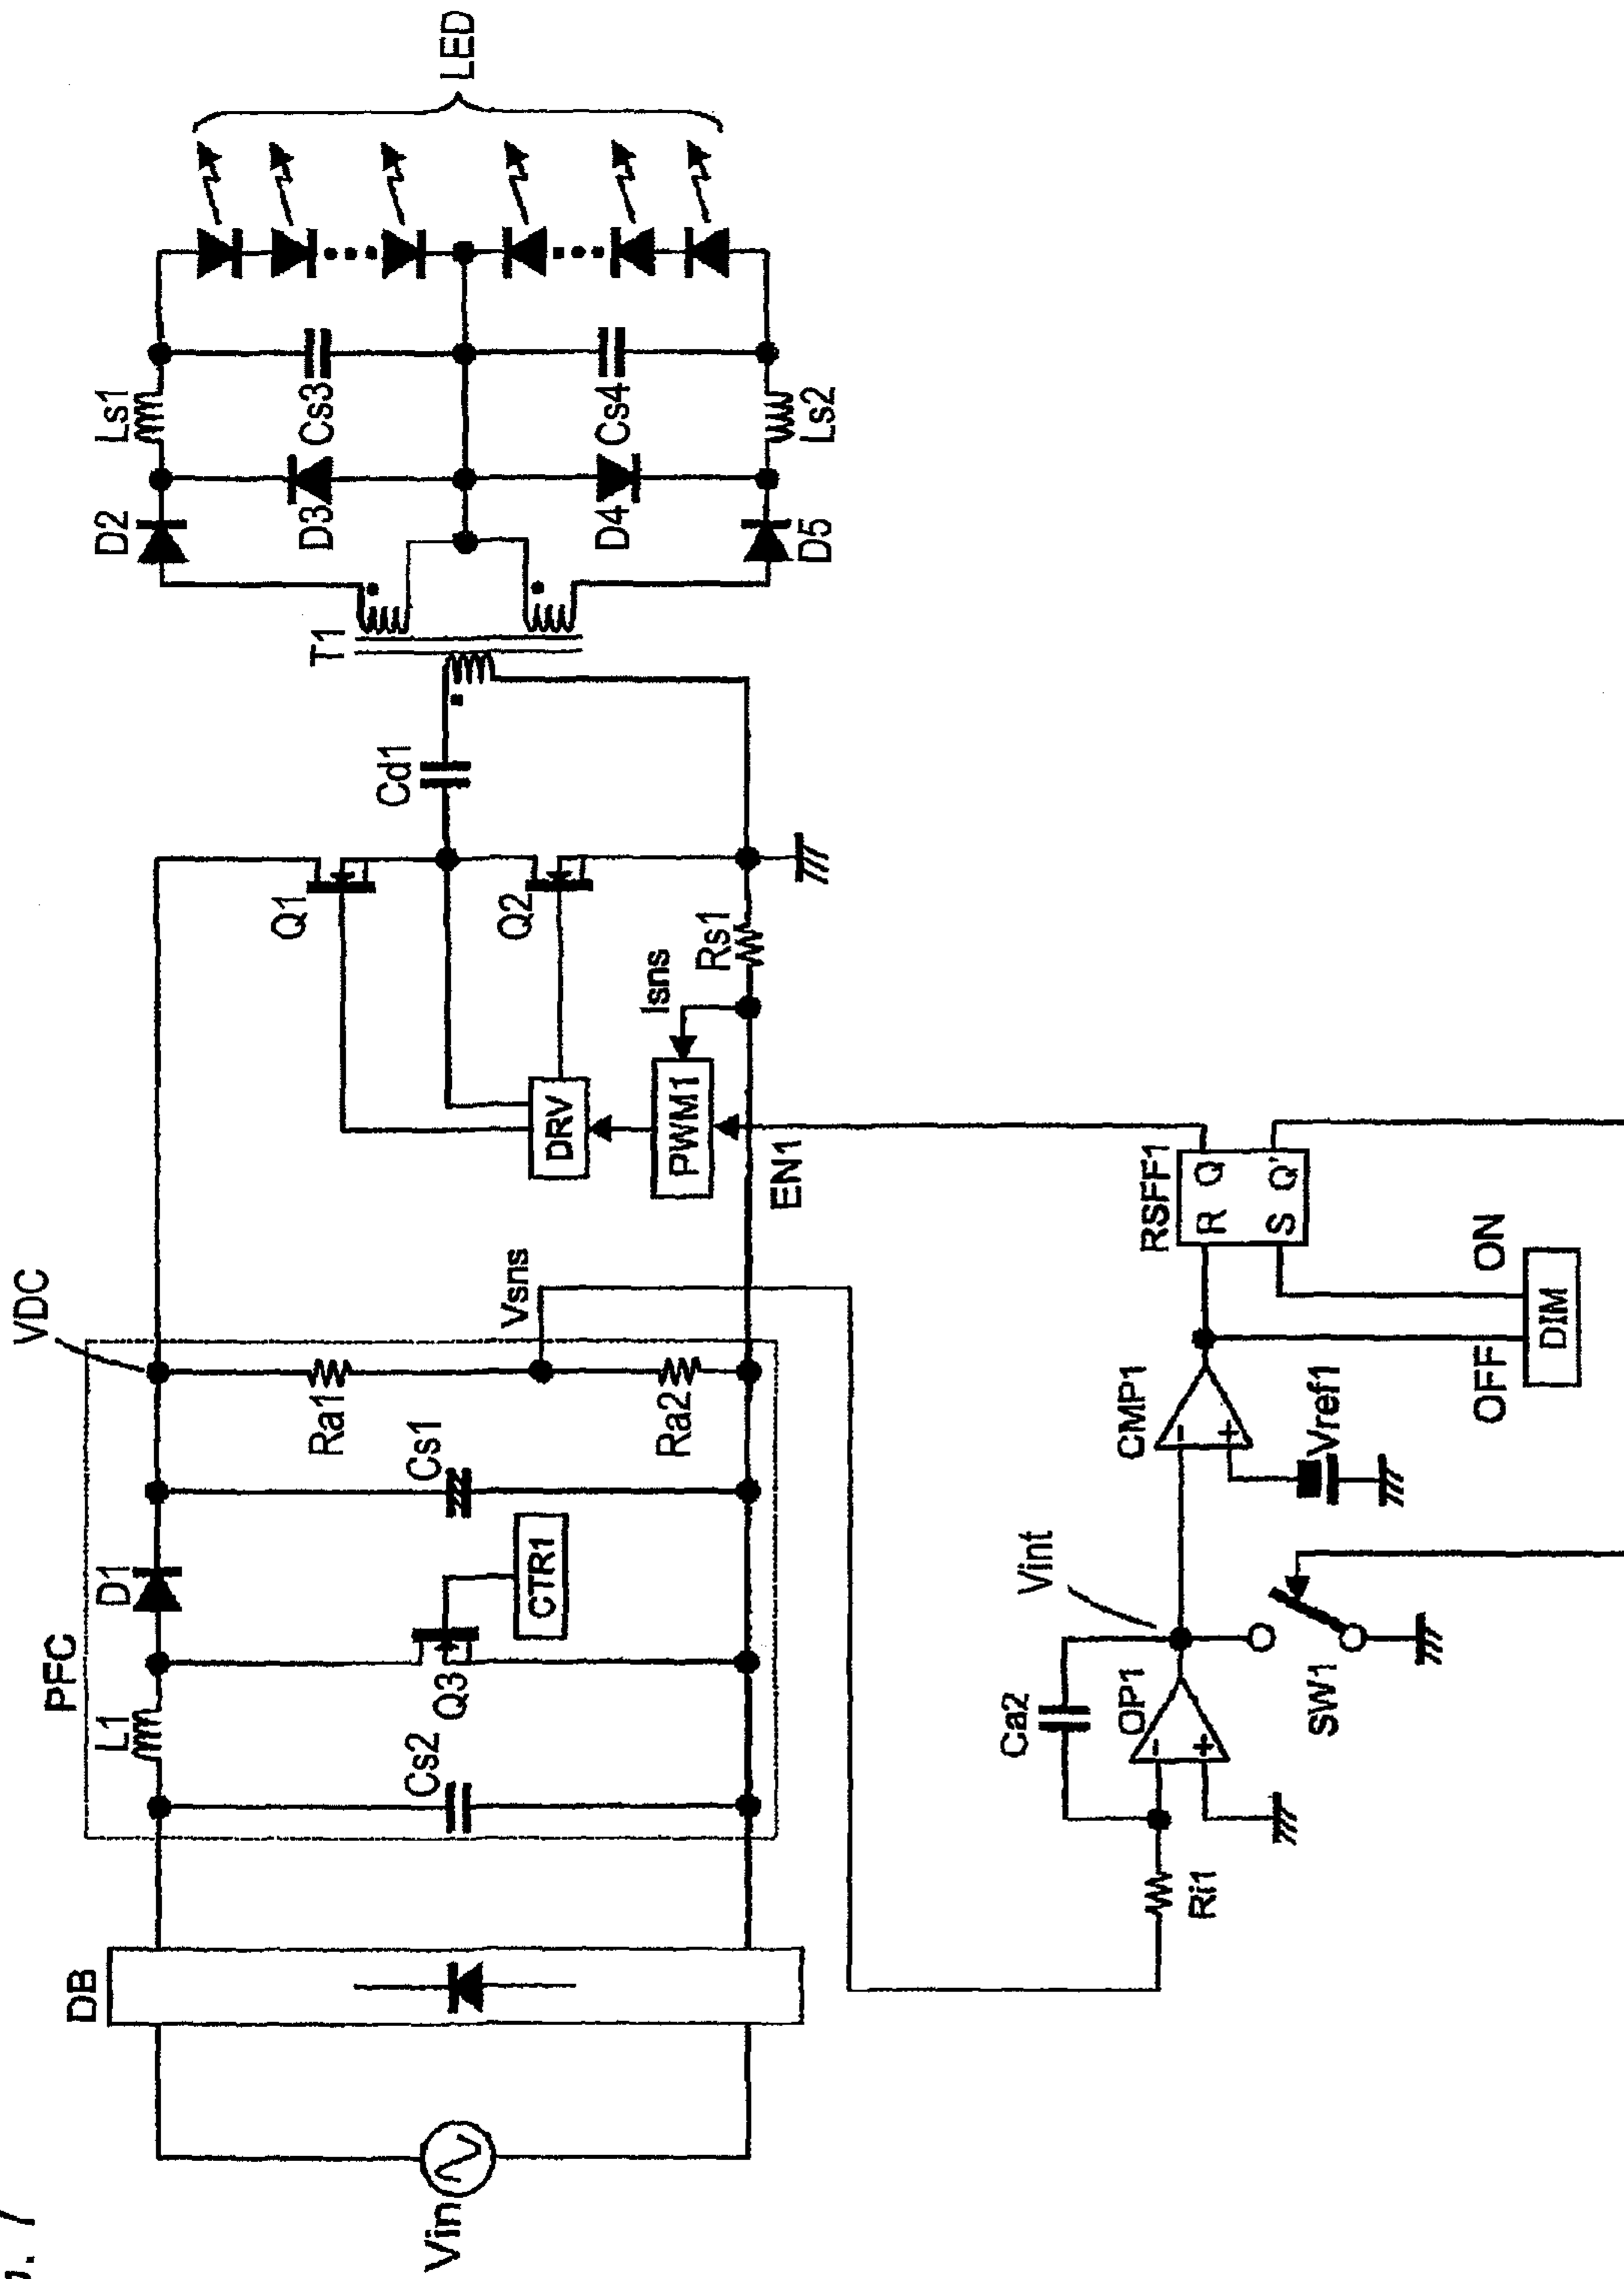 7
PFC
VDC
DB
L1
D1
Vin
Cs2
Q3
CTR1
Cs1
Ra1
Ra2
Vsns
Q1
Q2
DRV
PWM1
Isns
Rs1
EN1
Cd1
T1
D2
D3
D4
D5
Ls1
Cs3
Cs4
Ls2
LED
Ri1
Ca2
OP1
-
+
Vint
SW1
CMP1
-
+
Vref1
RSFF1
R Q
S Q'
OFF ON
DIM